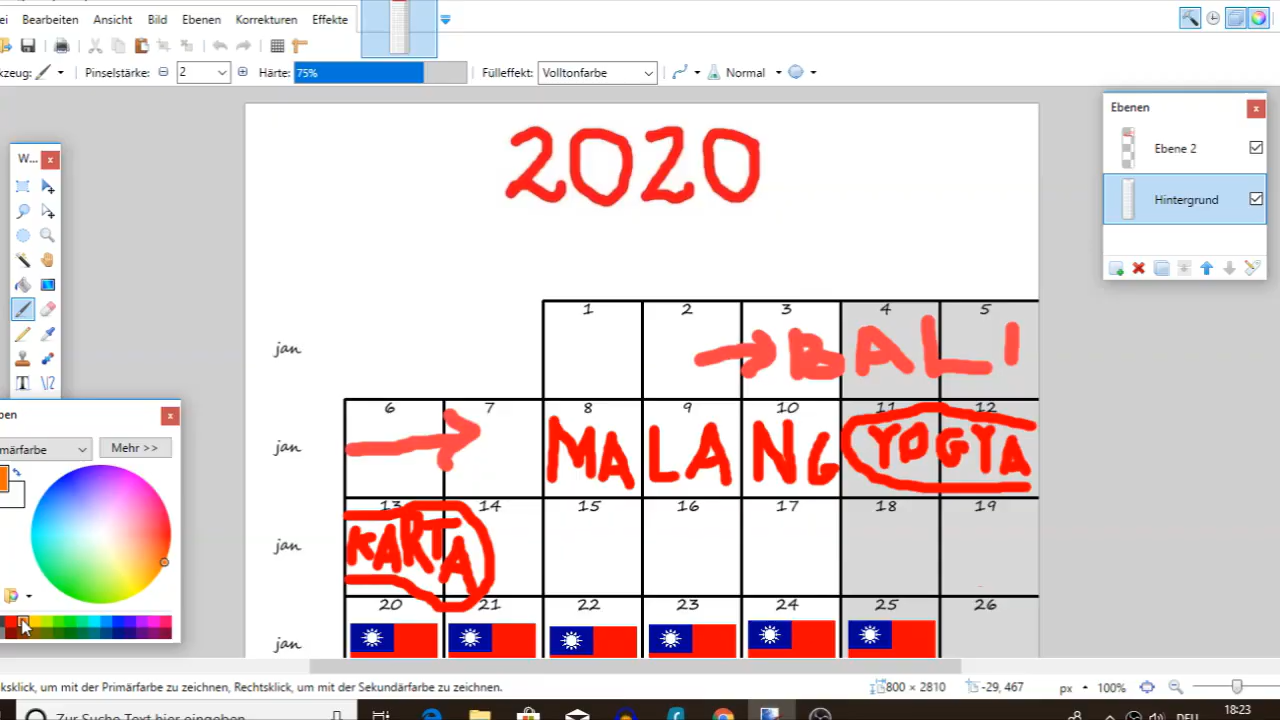 ei Bearbeiten Ansicht Bild Ebenen Korrekturen Effekte
kzeug: Pinselstärke: 2 Härte: 75% Fülleffekt: Volltonfarbe Normal
W...
Ebenen
Ebene 2
Hintergrund
2020
1 2 3 4 5
jan → BALI
6 7 8 9 10 11 12
jan → MALANG YOGYA
13 14 15 16 17 18 19
jan KARTA
20 21 22 23 24 25 26
jan
ben
märfarbe Mehr >>
ksklick, um mit der Primärfarbe zu zeichnen, Rechtsklick, um mit der Sekundärfarbe zu zeichnen. 800 × 2810 -29, 467 px 100%
Zur Suche Text hier eingeben DEU 18:23